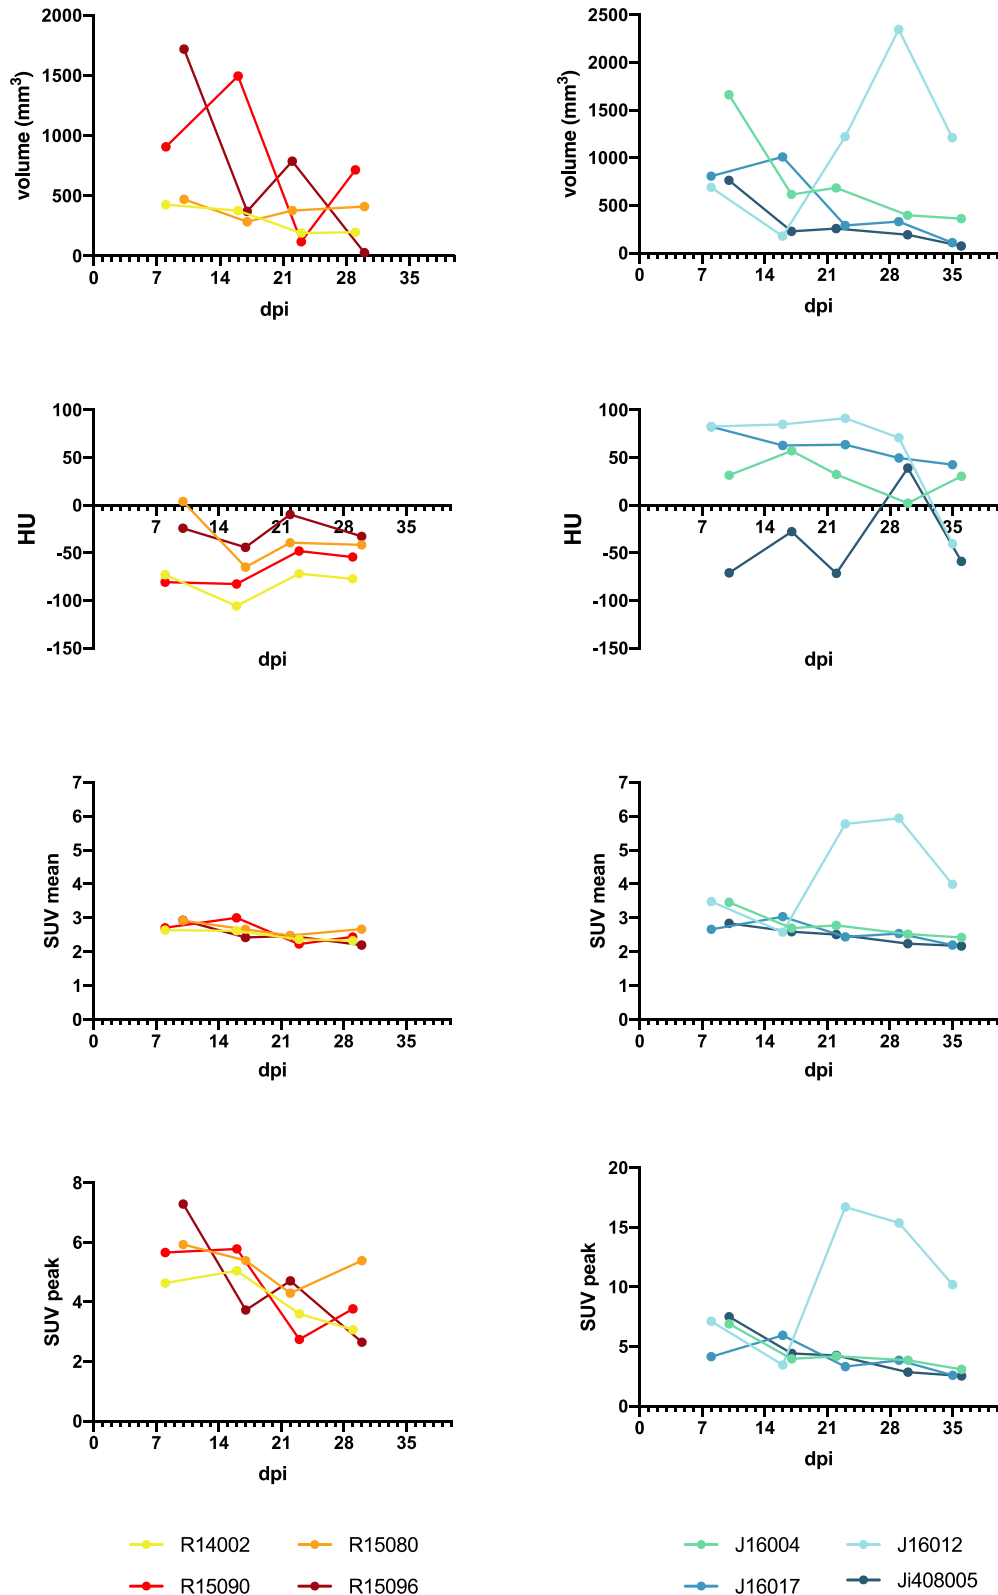 2000
1500
1000
500
0
volume (mm³)
0 7 14 21 28 35
dpi
2500
2000
1500
1000
500
0
volume (mm³)
0 7 14 21 28 35
dpi
100
50
0
-50
-100
-150
HU
7 14 21 28 35
dpi
100
50
0
-50
-100
-150
HU
7 14 21 28 35
dpi
7
6
5
4
3
2
1
0
SUV mean
0 7 14 21 28 35
dpi
7
6
5
4
3
2
1
0
SUV mean
0 7 14 21 28 35
dpi
8
6
4
2
0
SUV peak
0 7 14 21 28 35
dpi
20
15
10
5
0
SUV peak
0 7 14 21 28 35
dpi
R14002 R15080
R15090 R15096
J16004 J16012
J16017 Ji408005